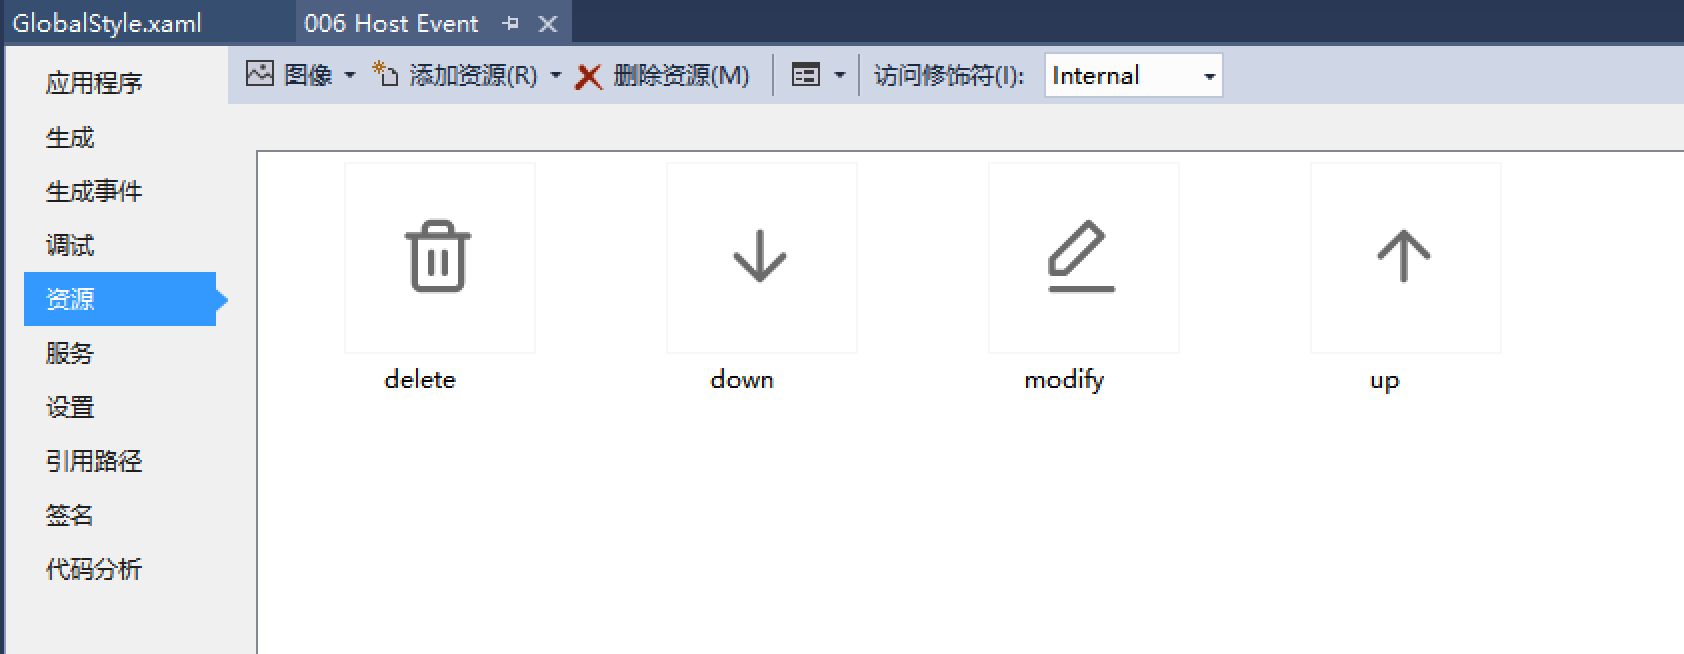 GlobalStyle.xaml 006 Host Event
图像 添加资源(R) 删除资源(M) 访问修饰符(I): Internal
应用程序
生成
生成事件
调试
资源
服务
设置
引用路径
签名
代码分析
delete down modify up